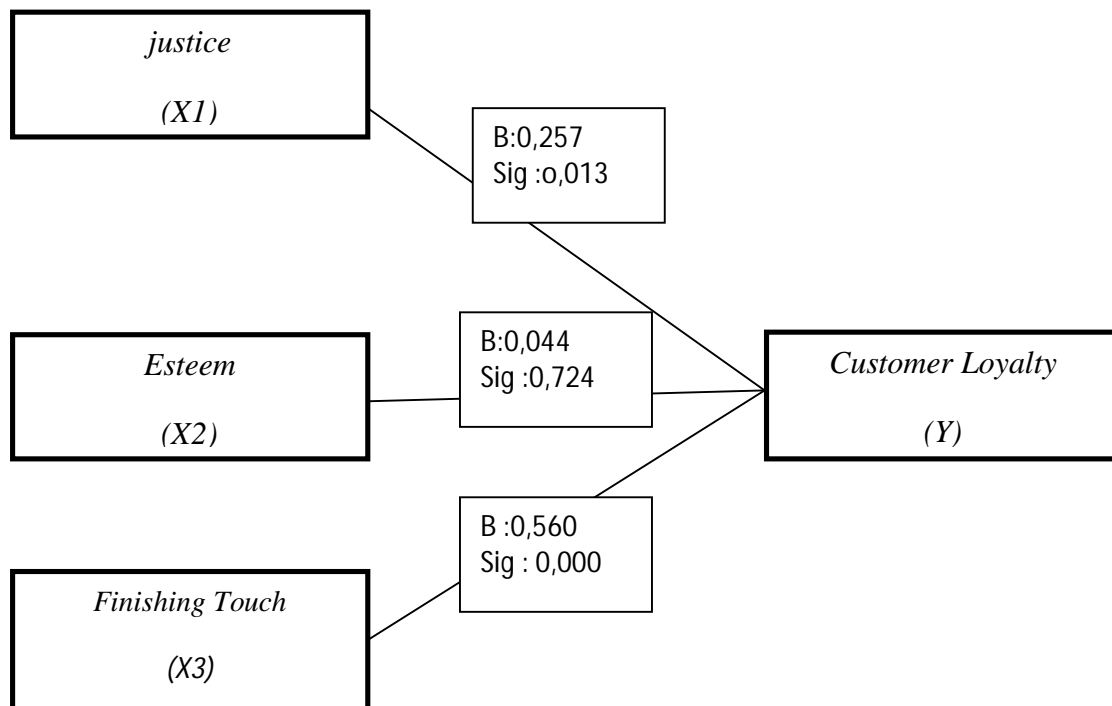 justice
(X1)
B:0,257
Sig :o,013
Esteem
(X2)
B:0,044
Sig :0,724
Customer Loyalty
(Y)
B :0,560
Sig : 0,000
Finishing Touch
(X3)